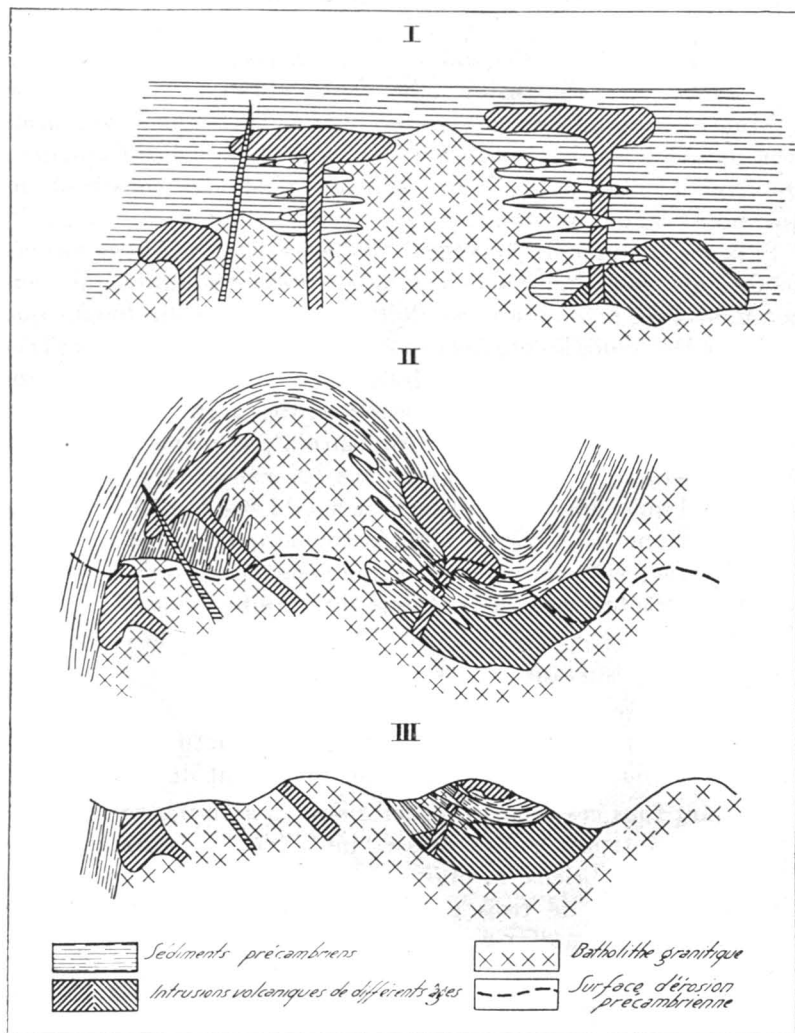 I
II
III
Sédiments précambriens
Intrusions volcaniques de différents âges
Batholithe granitique
Surface d'érosion
précambrienne